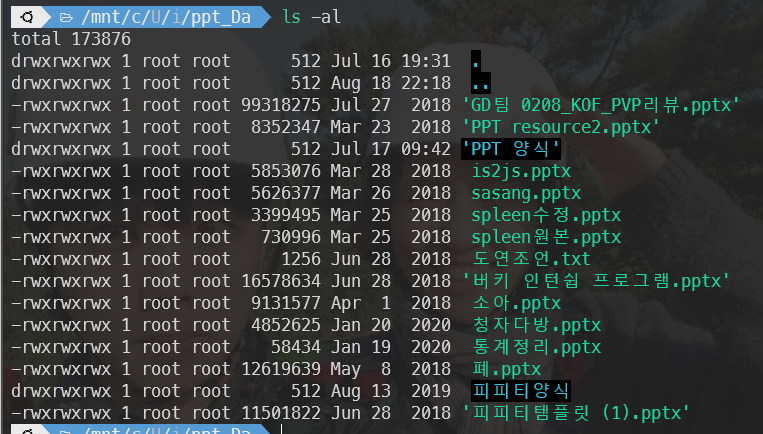 /mnt/c/U/i/ppt_Da ls -al
total 173876
drwxrwxrwx 1 root root 512 Jul 16 19:31 .
drwxrwxrwx 1 root root 512 Aug 18 22:18 ..
-rwxrwxrwx 1 root root 99318275 Jul 27 2018 'GD팀 0208_KOF_PVP리뷰.pptx'
-rwxrwxrwx 1 root root 8352347 Mar 23 2018 'PPT resource2.pptx'
drwxrwxrwx 1 root root 512 Jul 17 09:42 'PPT 양식'
-rwxrwxrwx 1 root root 5853076 Mar 28 2018 is2js.pptx
-rwxrwxrwx 1 root root 5626377 Mar 26 2018 sasang.pptx
-rwxrwxrwx 1 root root 3399495 Mar 25 2018 spleen수정.pptx
-rwxrwxrwx 1 root root 730996 Mar 25 2018 spleen원본.pptx
-rwxrwxrwx 1 root root 1256 Jun 28 2018 도연조언.txt
-rwxrwxrwx 1 root root 16578634 Jun 28 2018 '버키 인턴쉽 프로그램.pptx'
-rwxrwxrwx 1 root root 9131577 Apr 1 2018 소아.pptx
-rwxrwxrwx 1 root root 4852625 Jan 20 2020 청자다방.pptx
-rwxrwxrwx 1 root root 58434 Jan 19 2020 통계정리.pptx
-rwxrwxrwx 1 root root 12619639 May 8 2018 폐.pptx
drwxrwxrwx 1 root root 512 Aug 13 2019 피피티양식
-rwxrwxrwx 1 root root 11501822 Jun 28 2018 '피피티템플릿 (1).pptx'
/mnt/c/U/i/ppt_Da